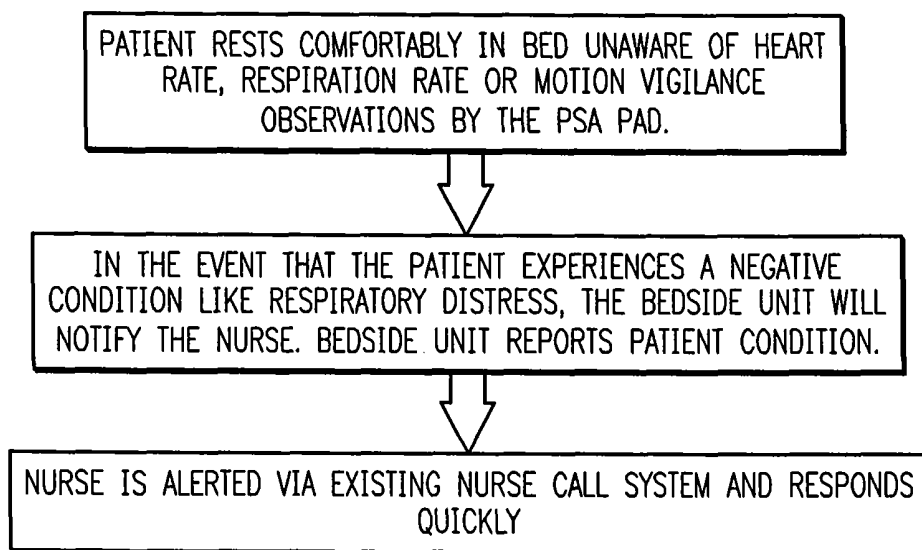 PATIENT RESTS COMFORTABLY IN BED UNAWARE OF HEART
RATE, RESPIRATION RATE OR MOTION VIGILANCE
OBSERVATIONS BY THE PSA PAD.
IN THE EVENT THAT THE PATIENT EXPERIENCES A NEGATIVE
CONDITION LIKE RESPIRATORY DISTRESS, THE BEDSIDE UNIT WILL
NOTIFY THE NURSE. BEDSIDE UNIT REPORTS PATIENT CONDITION.
NURSE IS ALERTED VIA EXISTING NURSE CALL SYSTEM AND RESPONDS
QUICKLY